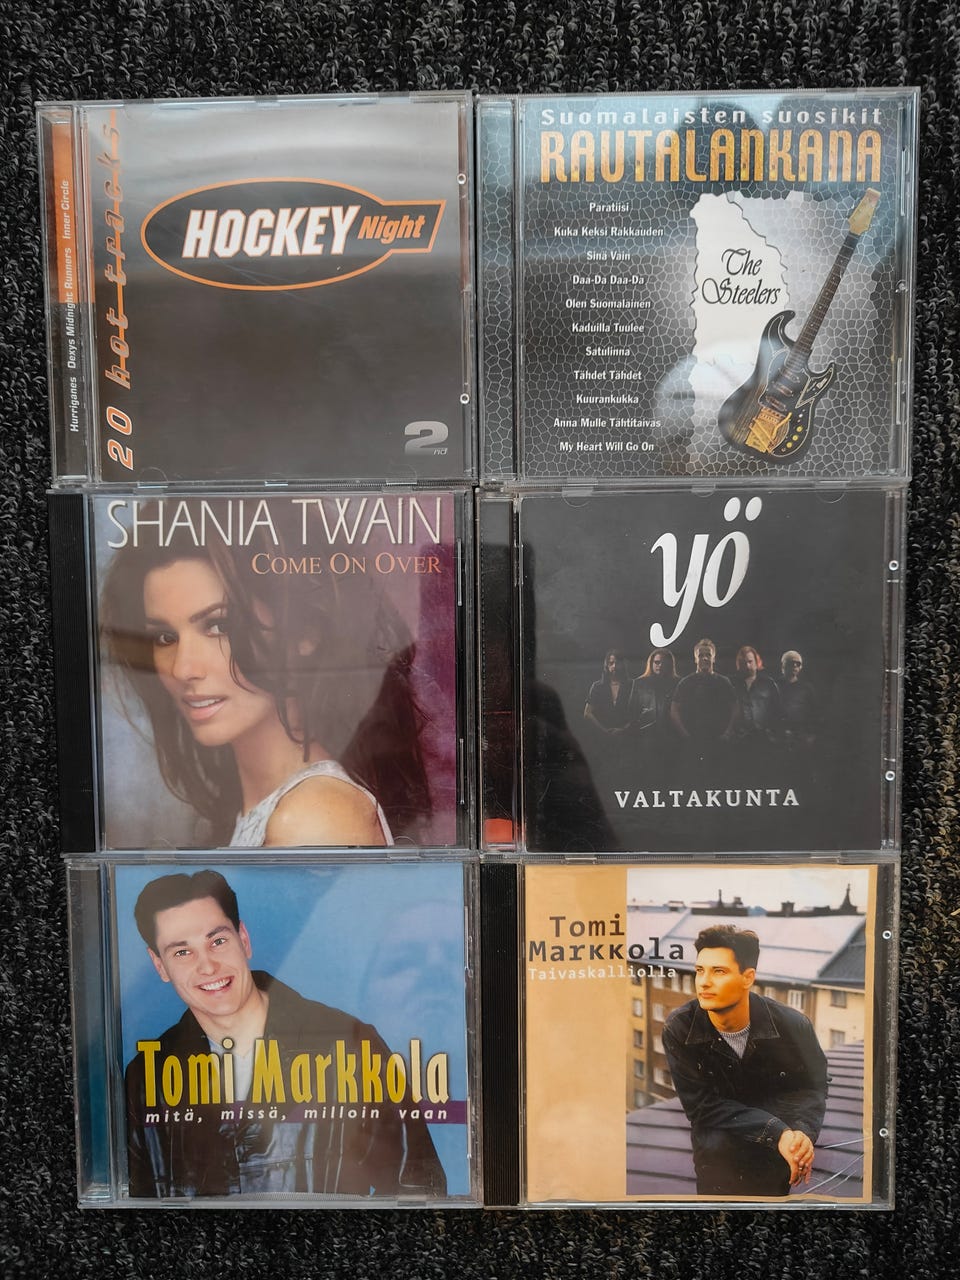 Hurriganes Dexys Midnight Runners Inner Circle
20 hot tracks
HOCKEY Night
2nd
Suomalaisten suosikit
RAUTALANKANA
Paratiisi
Kuka Keksi Rakkauden
Sinä Vain
Daa-Da Daa-Da
Olen Suomalainen
Kaduilla Tuulee
Satulinna
Tähdet Tähdet
Kuurankukka
Anna Mulle Tähtitaivas
My Heart Will Go On
The
Steelers
SHANIA TWAIN
COME ON OVER
yö
VALTAKUNTA
Tomi Markkola
mitä, missä, milloin vaan
Tomi
Markkola
Taivaskalliolla